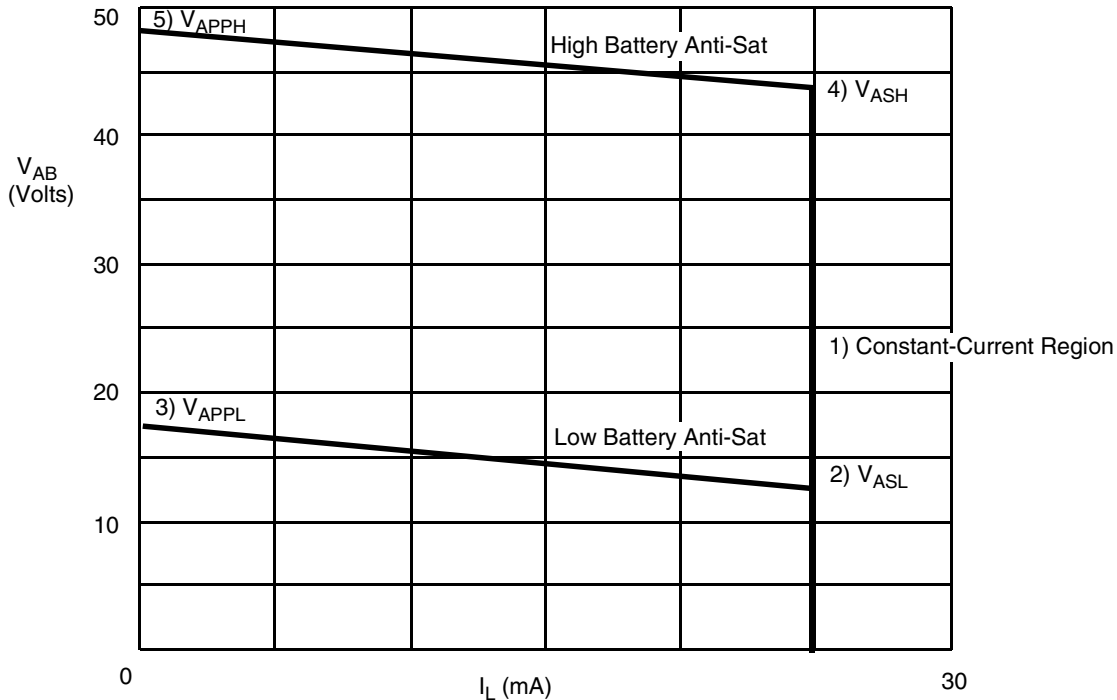 50
5) VAPPH
High Battery Anti-Sat
4) VASH
40
VAB
(Volts)
30
1) Constant-Current Region
20
3) VAPPL
Low Battery Anti-Sat
2) VASL
10
0
IL (mA)
30